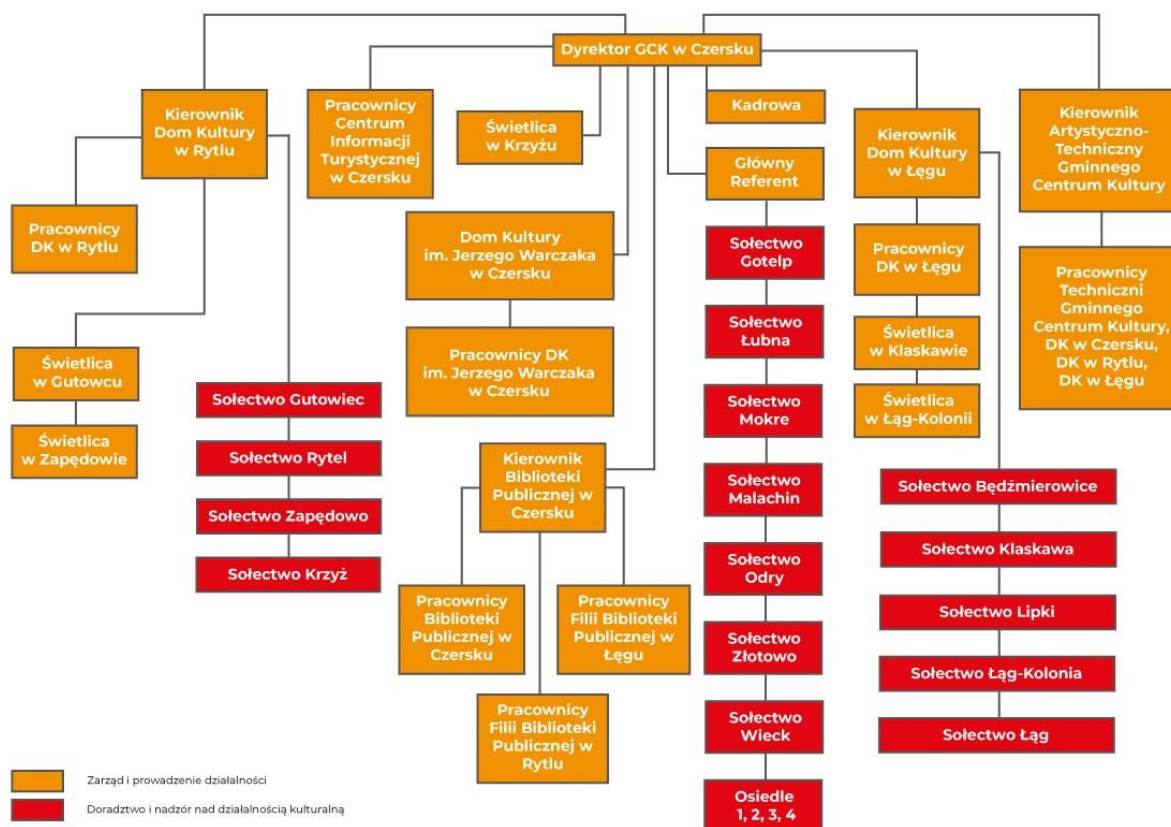 Dyrektor GCK w Czersku
Kierownik
Dom Kultury
w Rytlu
Pracownicy
DK w Rytlu
Świetlica
w Gutowcu
Świetlica
w Zapędowie
Sołectwo Gutowiec
Sołectwo Rytel
Sołectwo Zapędowo
Sołectwo Krzyż
Pracownicy
Centrum
Informacji
Turystycznej
w Czersku
Świetlica
w Krzyżu
Dom Kultury
im. Jerzego Warczaka
w Czersku
Pracownicy DK
im. Jerzego Warczaka
w Czersku
Kierownik
Biblioteki
Publicznej w
Czersku
Pracownicy
Biblioteki
Publicznej w
Czersku
Pracownicy
Filii Biblioteki
Publicznej w
Rytlu
Pracownicy
Filii Biblioteki
Publicznej w
Łęgu
Kadrowa
Główny
Referent
Sołectwo
Gotelp
Sołectwo
Łubna
Sołectwo
Mokre
Sołectwo
Malachin
Sołectwo
Odry
Sołectwo
Złotowo
Sołectwo
Wieck
Osiedle
1, 2, 3, 4
Kierownik
Dom Kultury
w Łęgu
Pracownicy
DK w Łęgu
Świetlica
w Klaskawie
Świetlica
w Łąg-Kolonii
Sołectwo Będźmierowice
Sołectwo Klaskawa
Sołectwo Lipki
Sołectwo Łąg-Kolonia
Sołectwo Łąg
Kierownik
Artystyczno-
Techniczny
Gminnego
Centrum Kultury
Pracownicy
Techniczni
Gminnego
Centrum Kultury,
DK w Czersku,
DK w Rytlu,
DK w Łęgu
Zarząd i prowadzenie działalności
Doradztwo i nadzór nad działalnością kulturalną